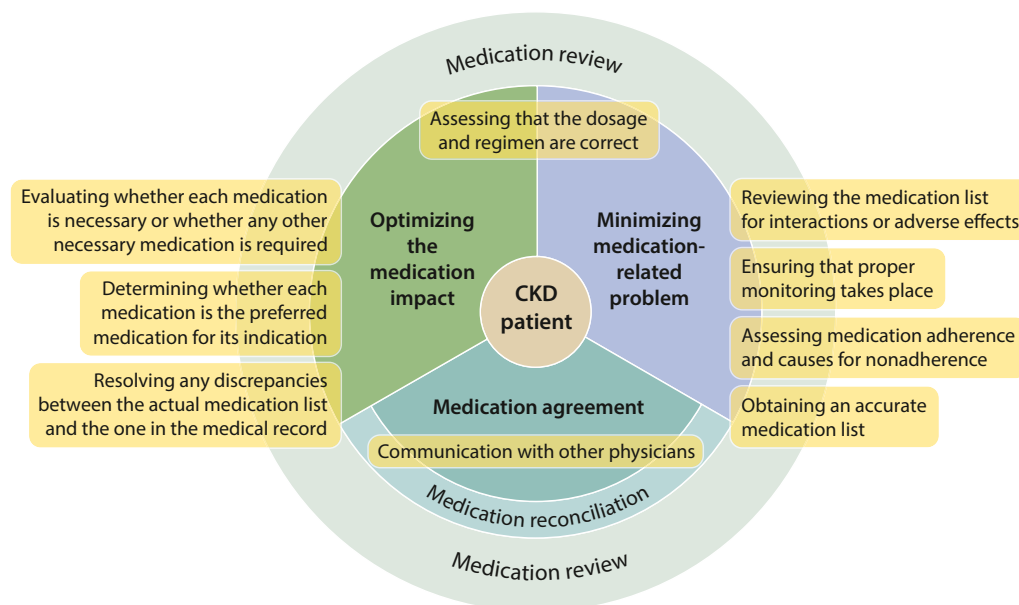 Medication review
Assessing that the dosage
and regimen are correct
Evaluating whether each medication
is necessary or whether any other
necessary medication is required
Determining whether each
medication is the preferred
medication for its indication
Resolving any discrepancies
between the actual medication list
and the one in the medical record
Optimizing
the
medication
impact
Minimizing
medication-
related
problem
CKD
patient
Reviewing the medication list
for interactions or adverse effects
Ensuring that proper
monitoring takes place
Assessing medication adherence
and causes for nonadherence
Obtaining an accurate
medication list
Medication agreement
Communication with other physicians
Medication reconciliation
Medication review